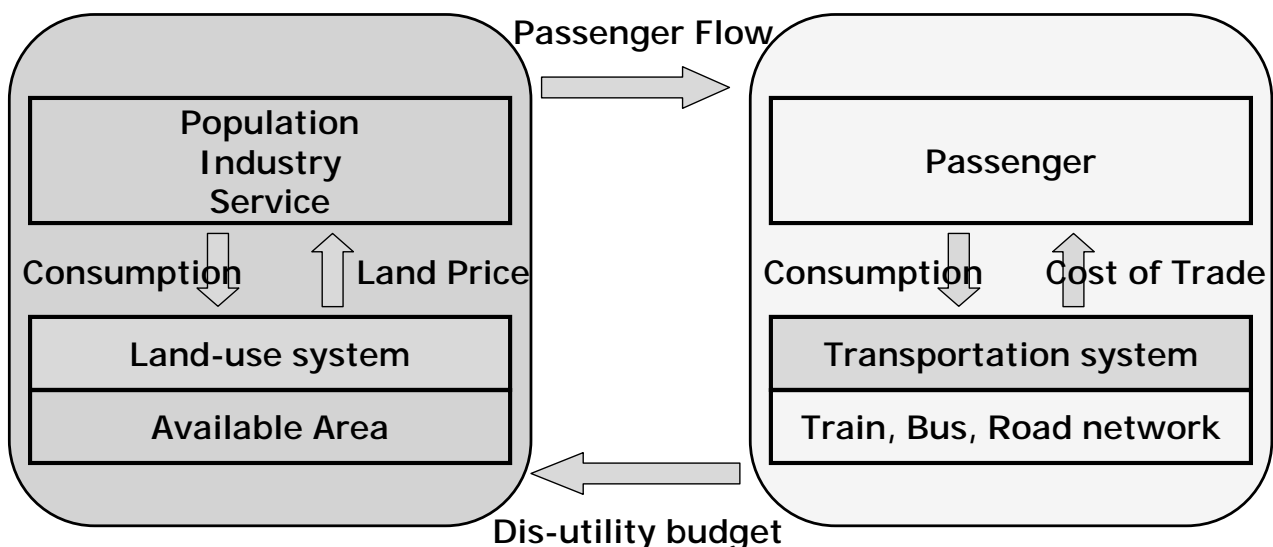 Passenger Flow
Population
Industry
Service
Consumption
Land Price
Land-use system
Available Area
Passenger
Consumption
Cost of Trade
Transportation system
Train, Bus, Road network
Dis-utility budget